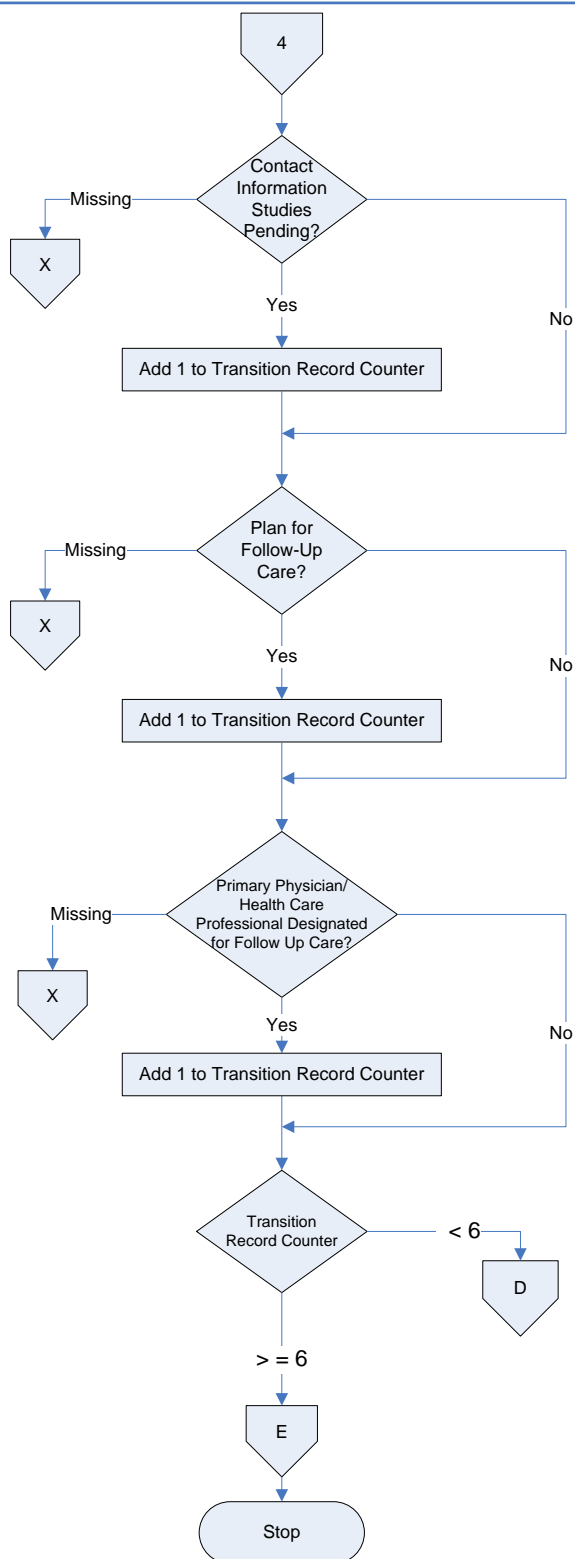 4
Contact
Information
Studies
Pending?
Missing
X
Yes
No
Add 1 to Transition Record Counter
Plan for
Follow-Up
Care?
Missing
X
Yes
No
Add 1 to Transition Record Counter
Primary Physician/
Health Care
Professional Designated
for Follow Up Care?
Missing
X
Yes
No
Add 1 to Transition Record Counter
Transition
Record Counter
< 6
D
> = 6
E
Stop